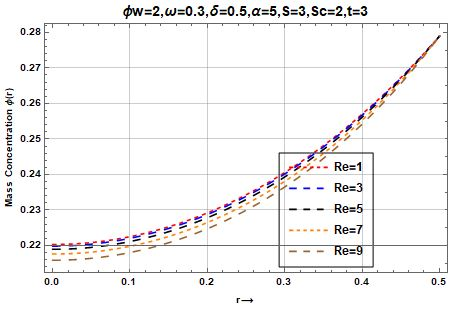 ϕw=2,ω=0.3,δ=0.5,α=5,S=3,Sc=2,t=3
Mass Concentration ϕ(r)
0.28
0.27
0.26
0.25
0.24
0.23
0.22
Re=1
Re=3
Re=5
Re=7
Re=9
0.0 0.1 0.2 0.3 0.4 0.5
r→